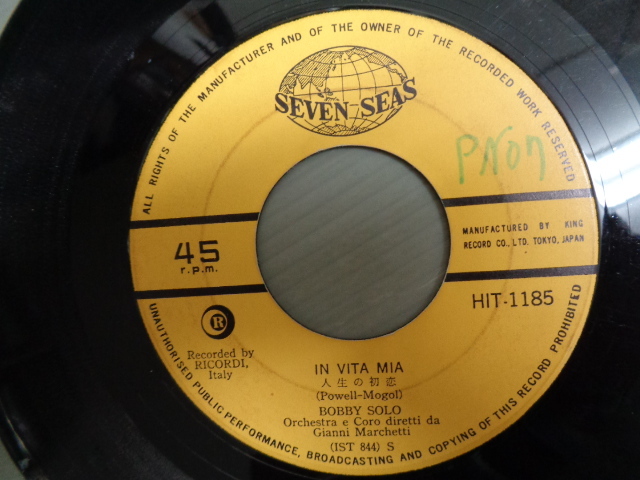 ALL RIGHTS OF THE MANUFACTURER AND OF THE OWNER OF THE RECORDED WORK RESERVED
SEVEN SEAS
PN07
45
r.p.m.
MANUFACTURED BY KING
RECORD CO., LTD. TOKYO, JAPAN
HIT-1185
R
Recorded by
RICORDI,
Italy
IN VITA MIA
人生の初恋
(Powell-Mogol)
BOBBY SOLO
Orchestra e Coro diretti da
Gianni Marchetti
(IST 844) S
UNAUTHORISED PUBLIC PERFORMANCE, BROADCASTING AND COPYING OF THIS RECORD PROHIBITED